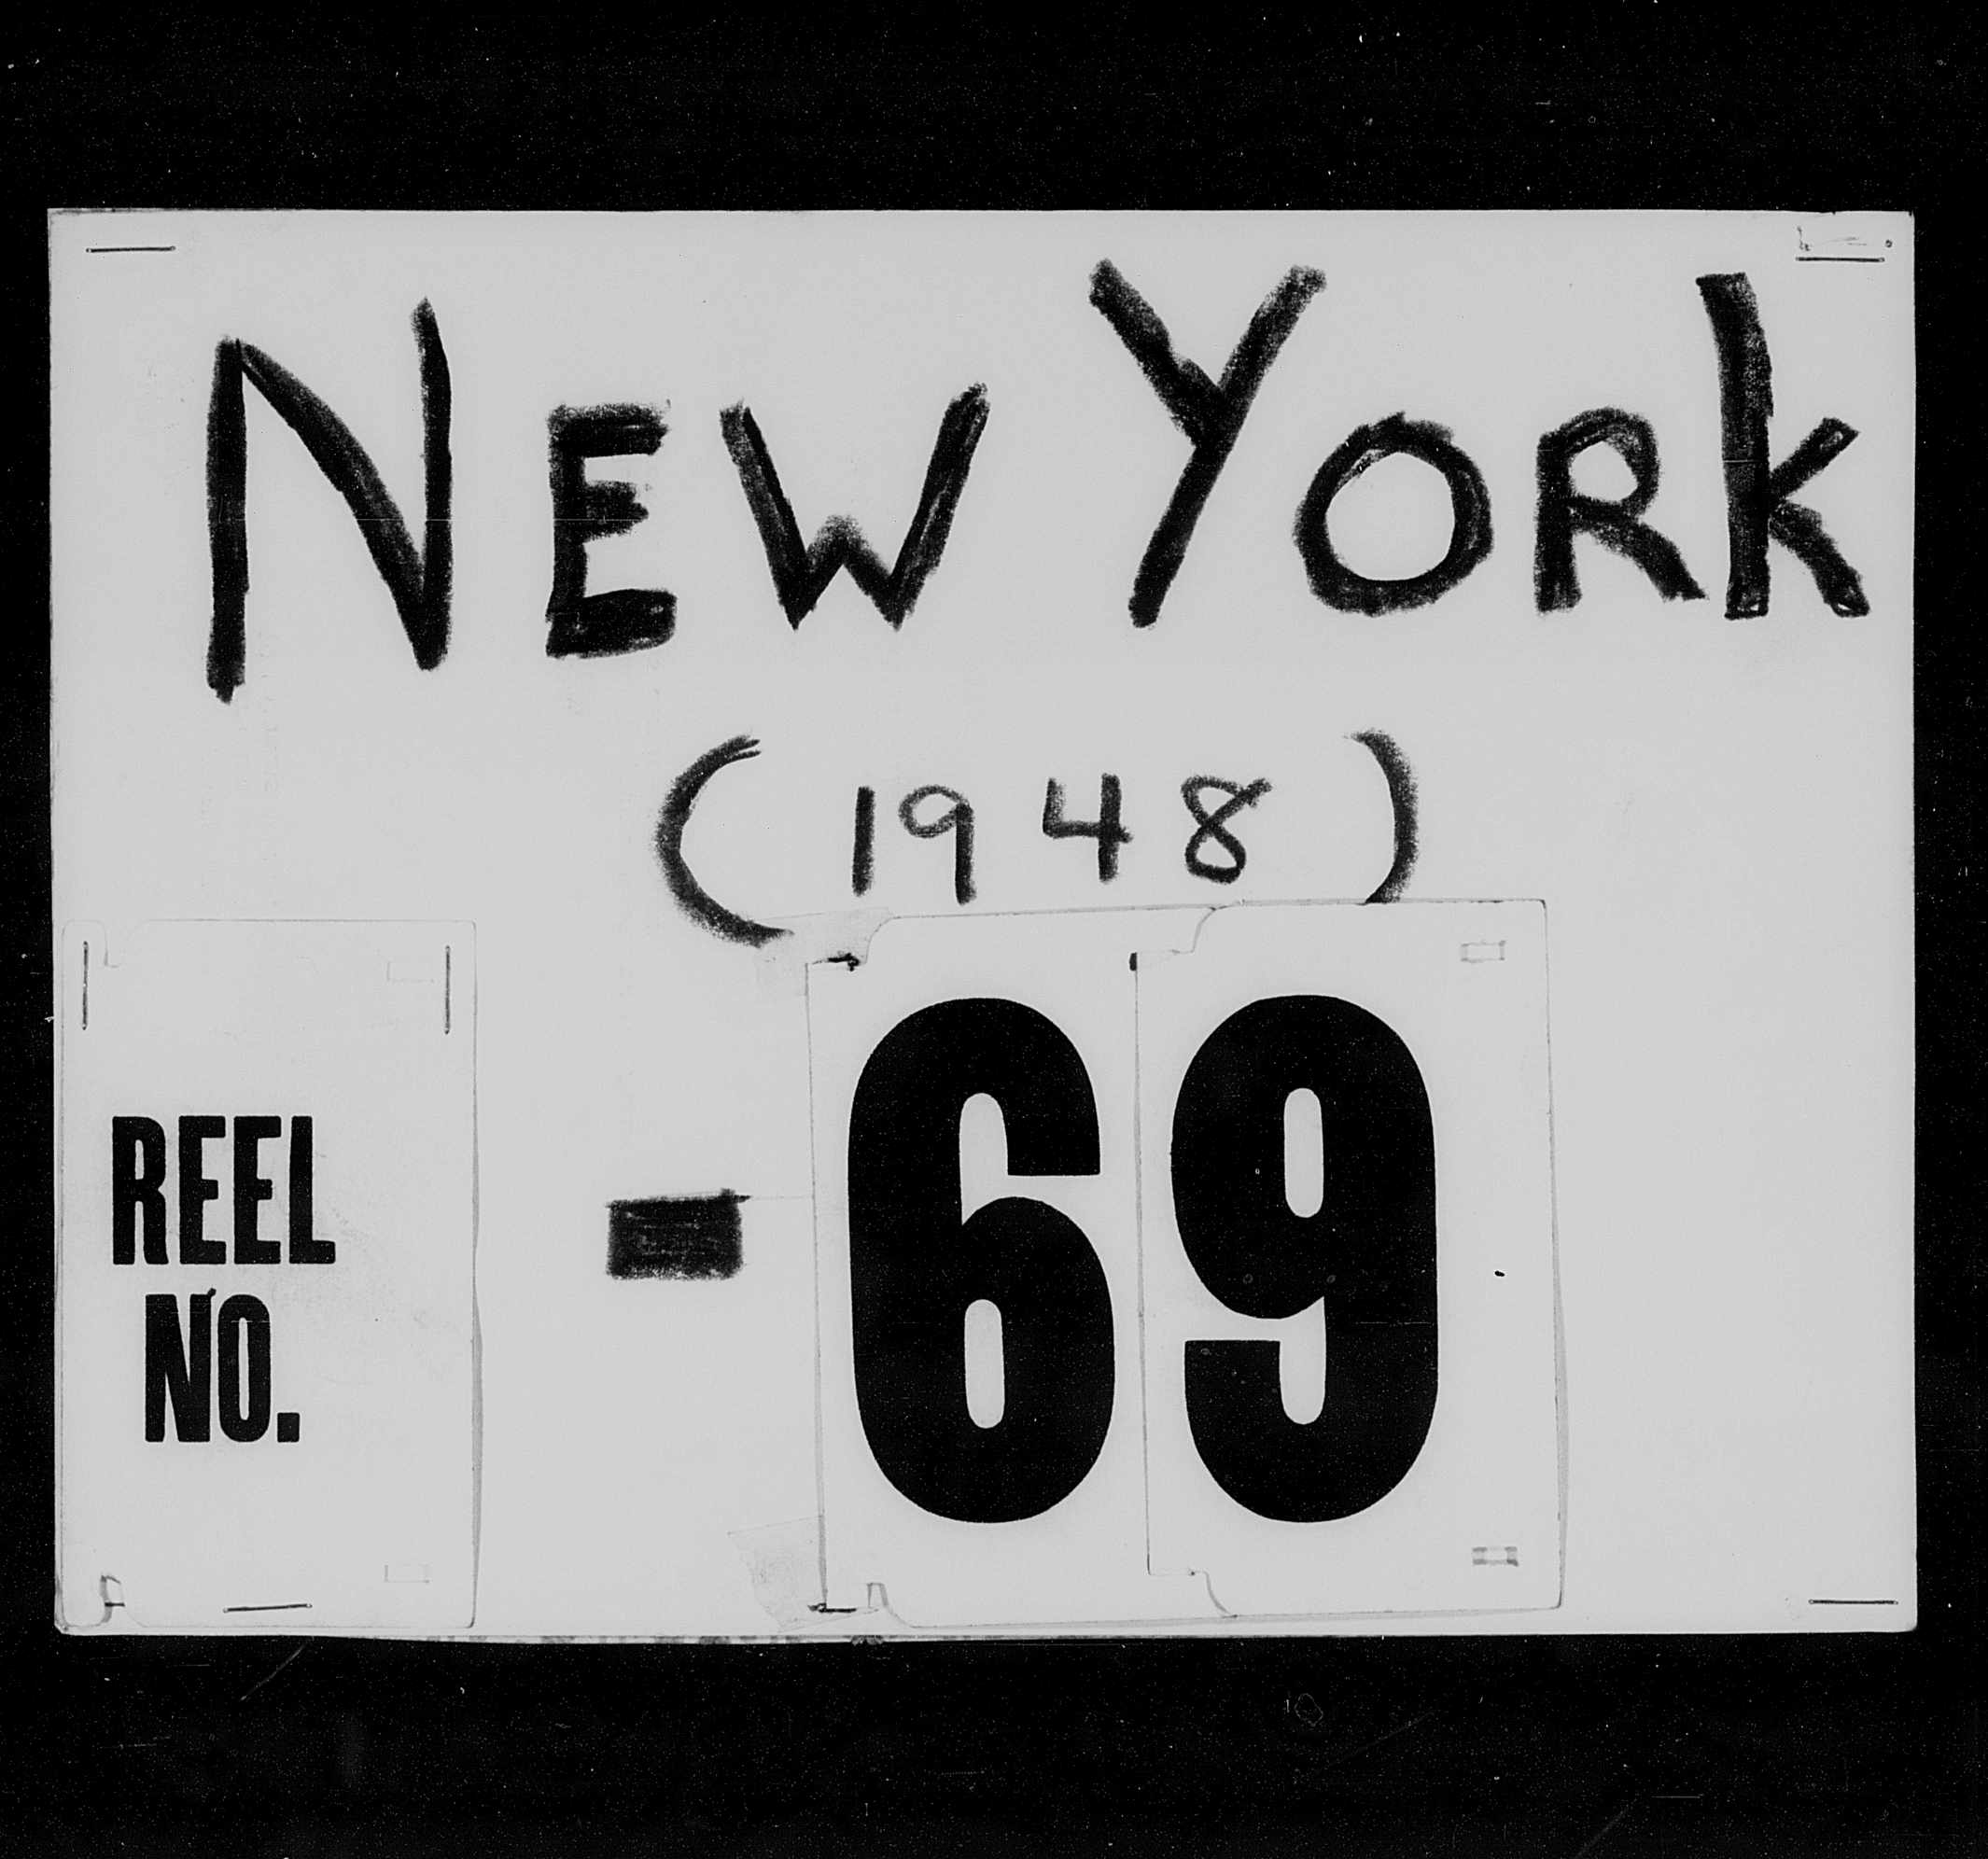 NEW YORk
(1948)
REEL
NO.
- 69